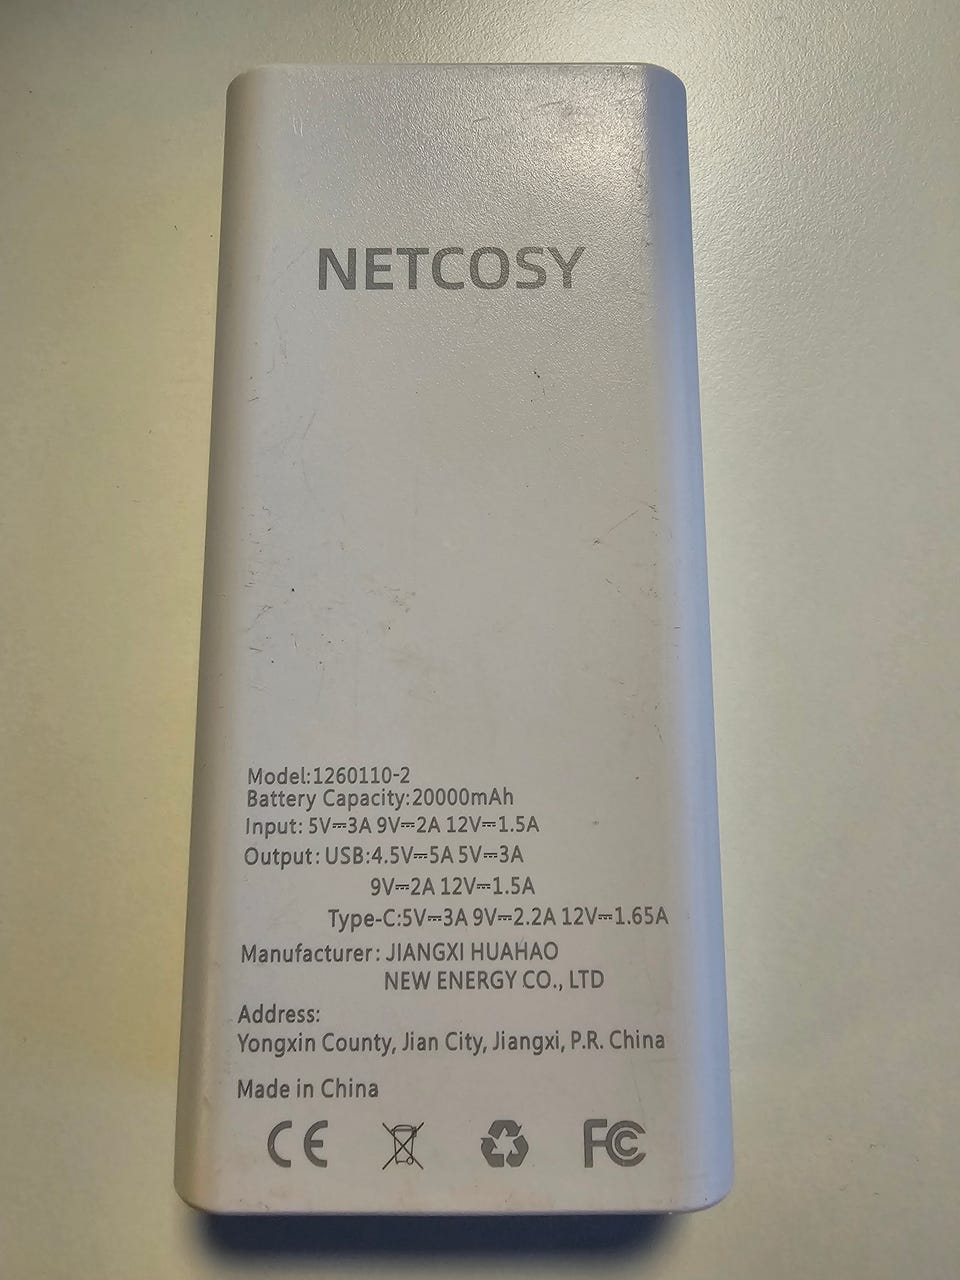 NETCOSY
Model:1260110-2
Battery Capacity:20000mAh
Input: 5V⎓3A 9V⎓2A 12V⎓1.5A
Output: USB:4.5V⎓5A 5V⎓3A
9V⎓2A 12V⎓1.5A
Type-C:5V⎓3A 9V⎓2.2A 12V⎓1.65A
Manufacturer: JIANGXI HUAHAO
NEW ENERGY CO., LTD
Address:
Yongxin County, Jian City, Jiangxi, P.R. China
Made in China
CE FC